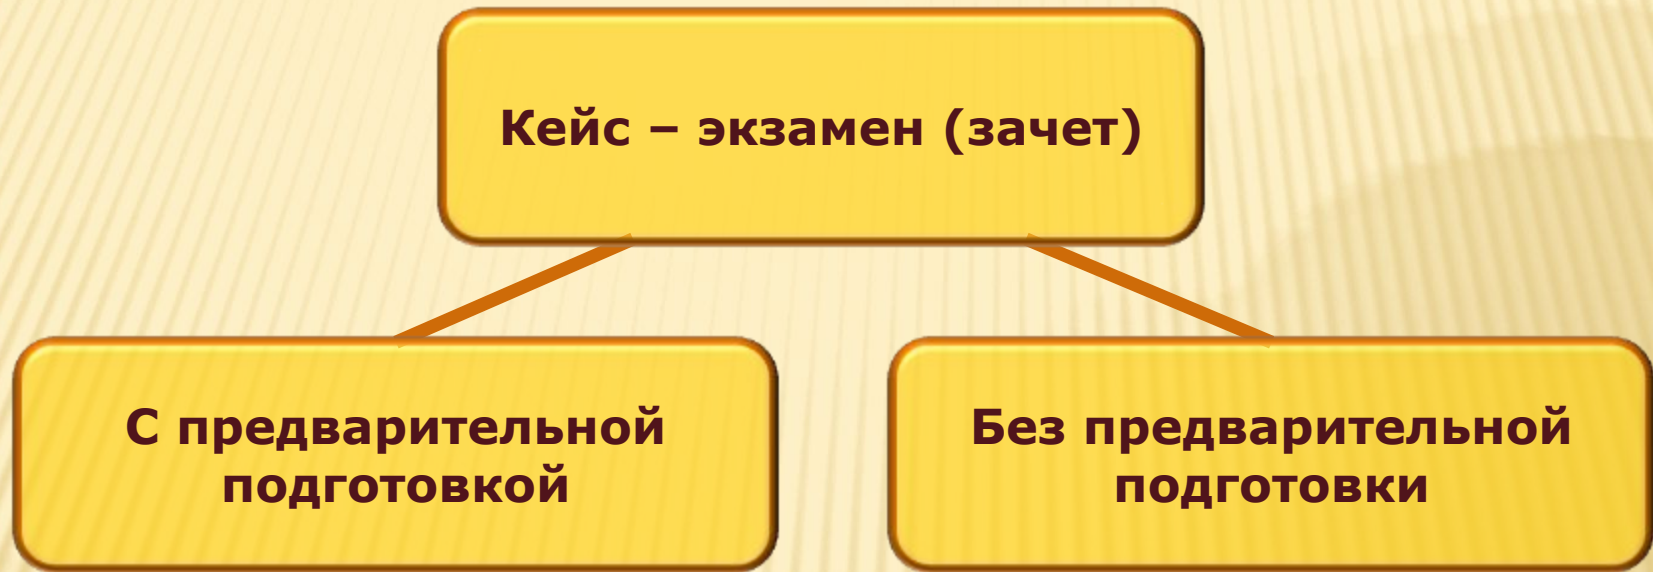 Кейс – экзамен (зачет)
С предварительной
подготовкой
Без предварительной
подготовки